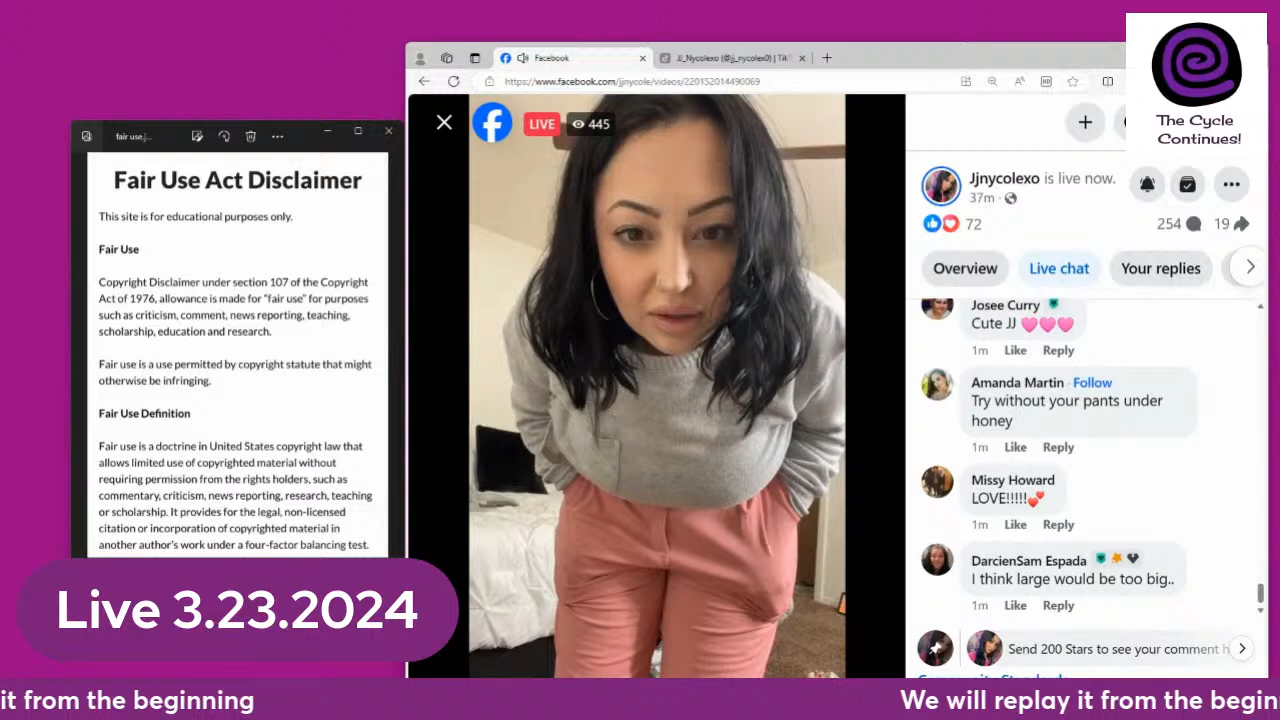 fair use.j...
Fair Use Act Disclaimer
This site is for educational purposes only.
Fair Use
Copyright Disclaimer under section 107 of the Copyright
Act of 1976, allowance is made for “fair use” for purposes
such as criticism, comment, news reporting, teaching,
scholarship, education and research.
Fair use is a use permitted by copyright statute that might
otherwise be infringing.
Fair Use Definition
Fair use is a doctrine in United States copyright law that
allows limited use of copyrighted material without
requiring permission from the rights holders, such as
commentary, criticism, news reporting, research, teaching
or scholarship. It provides for the legal, non-licensed
citation or incorporation of copyrighted material in
another author's work under a four-factor balancing test.
Live 3.23.2024
Facebook
JJ_Nycolexo (@jj_nycolex0) | Tik
https://www.facebook.com/jjnycole/videos/220152014490069
LIVE
445
The Cycle
Continues!
Jjnycolexo is live now.
37m
72
254
19
Overview
Live chat
Your replies
Josee Curry
Cute JJ 🩷🩷🩷
1m Like Reply
Amanda Martin · Follow
Try without your pants under
honey
1m Like Reply
Missy Howard
LOVE!!!!!💕
1m Like Reply
DarcienSam Espada
I think large would be too big..
1m Like Reply
Send 200 Stars to see your comment h
it from the beginning
We will replay it from the begin